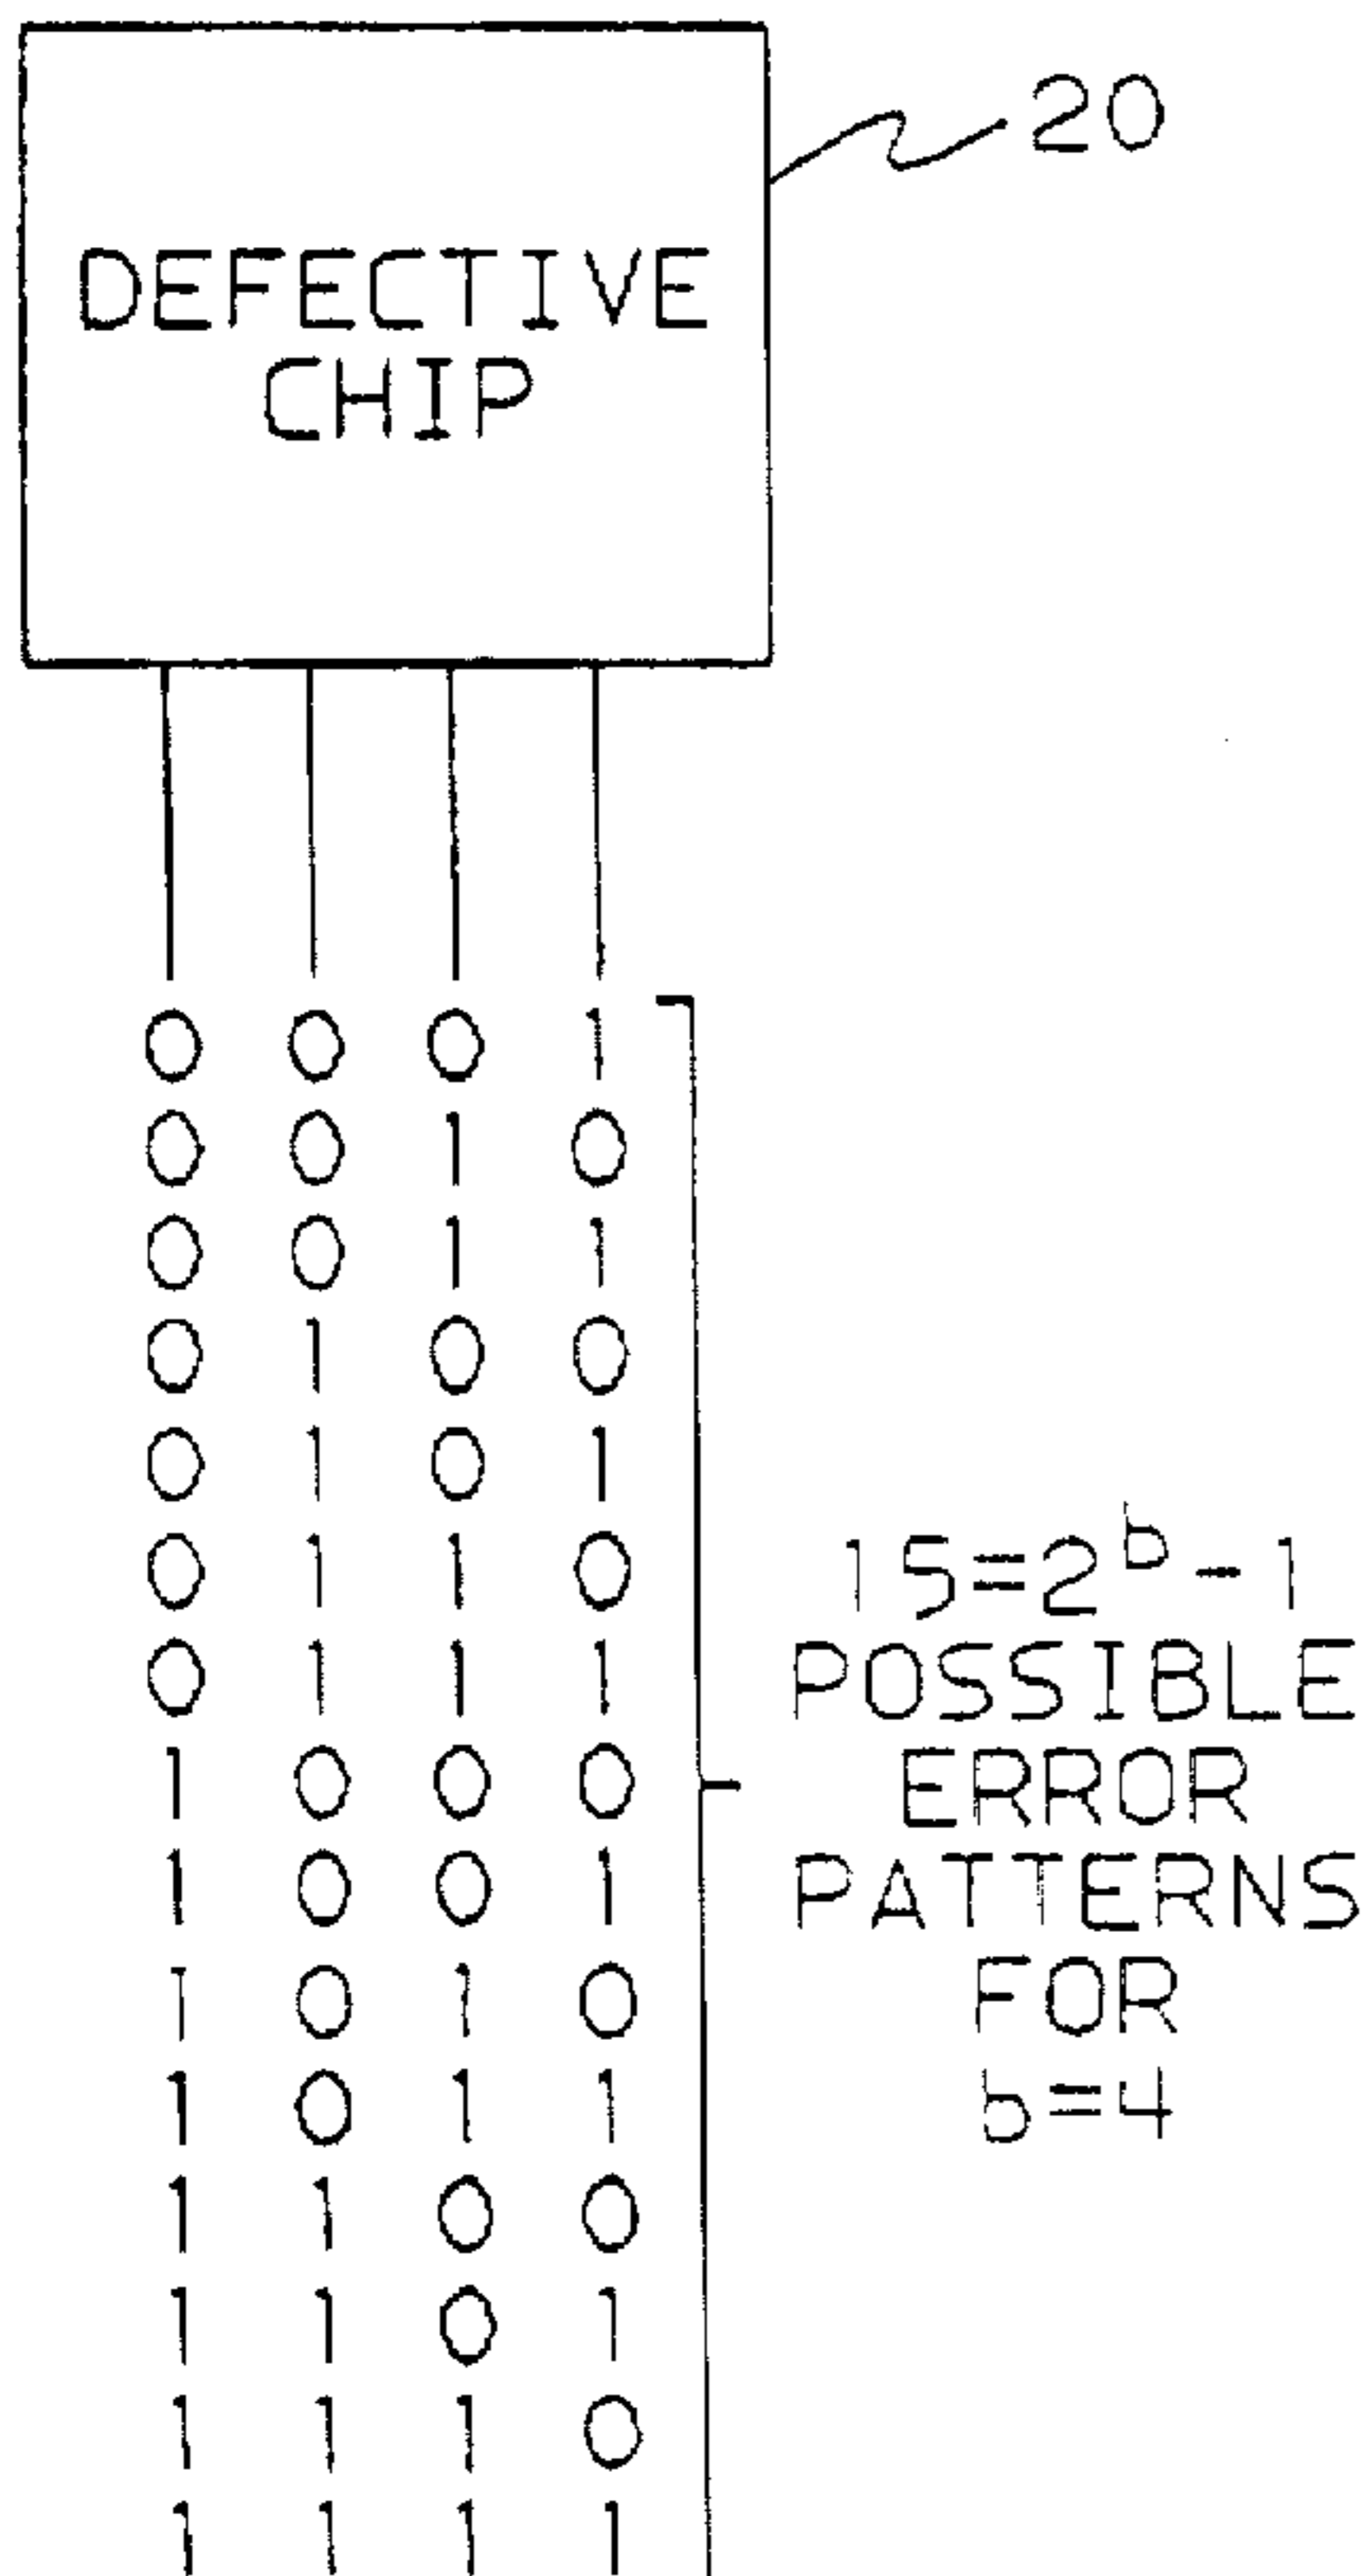 20
DEFECTIVE
CHIP
0 0 0 1
0 0 1 0
0 0 1 1
0 1 0 0
0 1 0 1
0 1 1 0
0 1 1 1
1 0 0 0
1 0 0 1
1 0 1 0
1 0 1 1
1 1 0 0
1 1 0 1
1 1 1 0
1 1 1 1
15=2^b-1
POSSIBLE
ERROR
PATTERNS
FOR
b=4